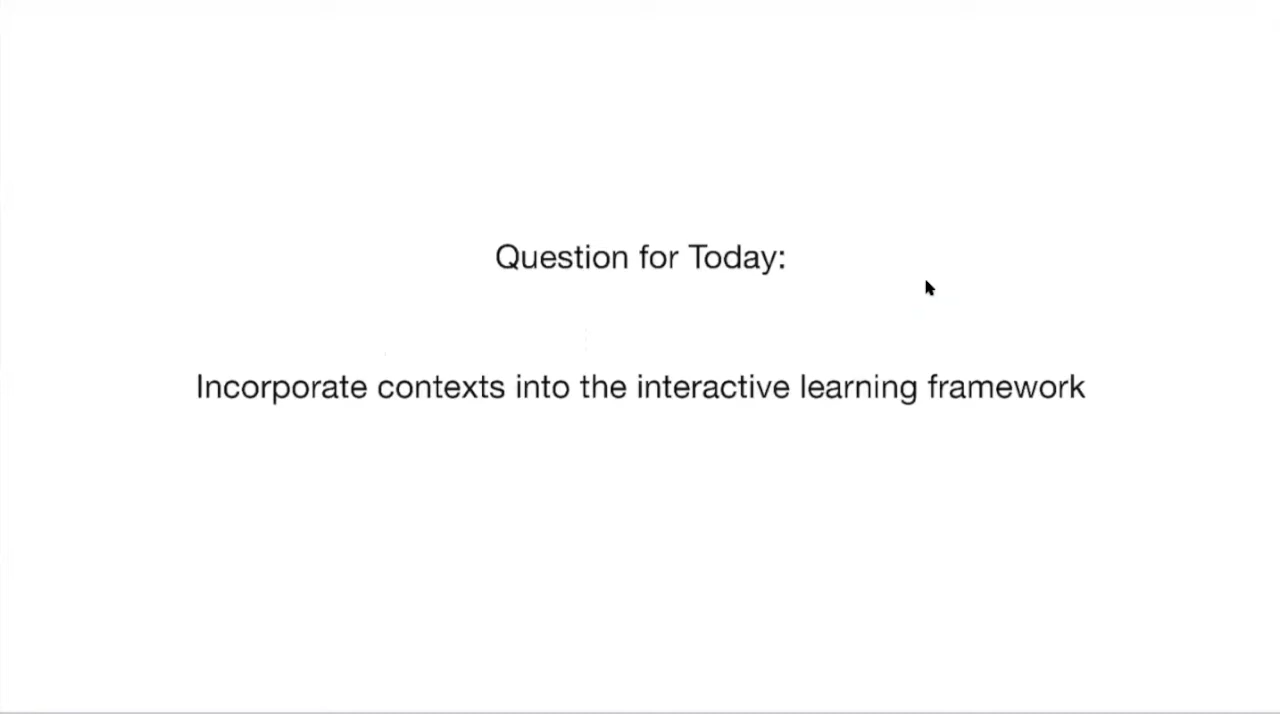 Question for Today:
Incorporate contexts into the interactive learning framework